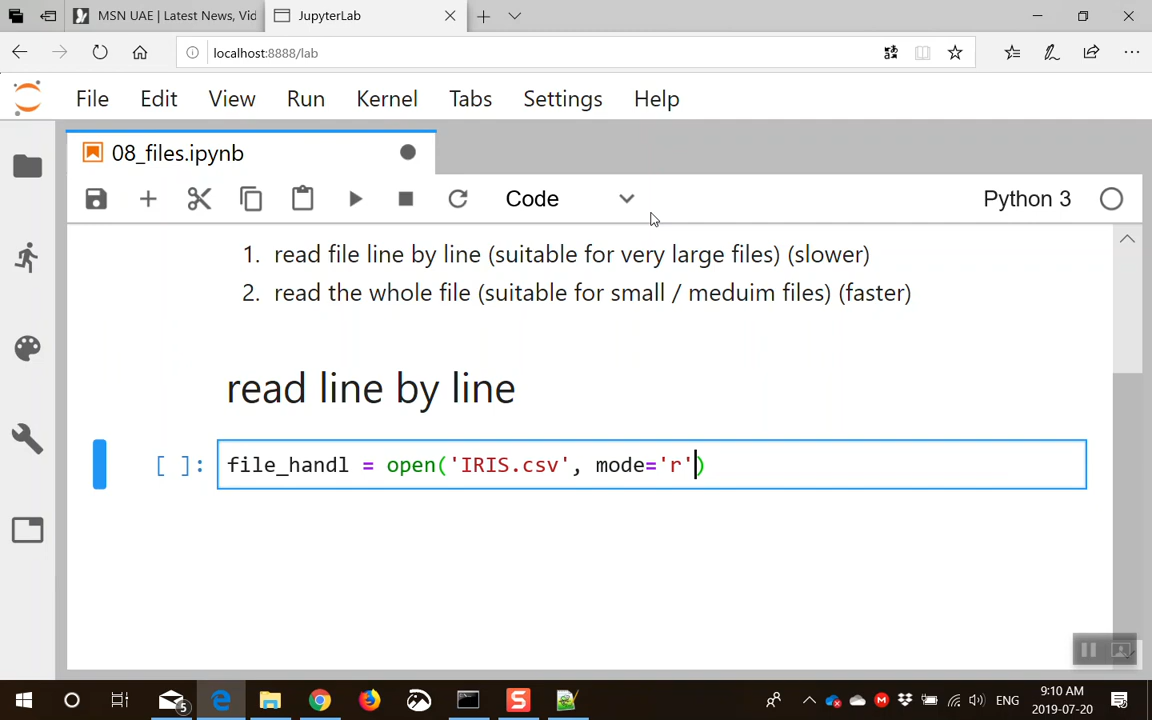 MSN UAE | Latest News, Vid
JupyterLab
localhost:8888/lab
File Edit View Run Kernel Tabs Settings Help
08_files.ipynb
Code
Python 3
1. read file line by line (suitable for very large files) (slower)
2. read the whole file (suitable for small / meduim files) (faster)
read line by line
[ ]: file_handl = open('IRIS.csv', mode='r')
5
ENG
9:10 AM
2019-07-20